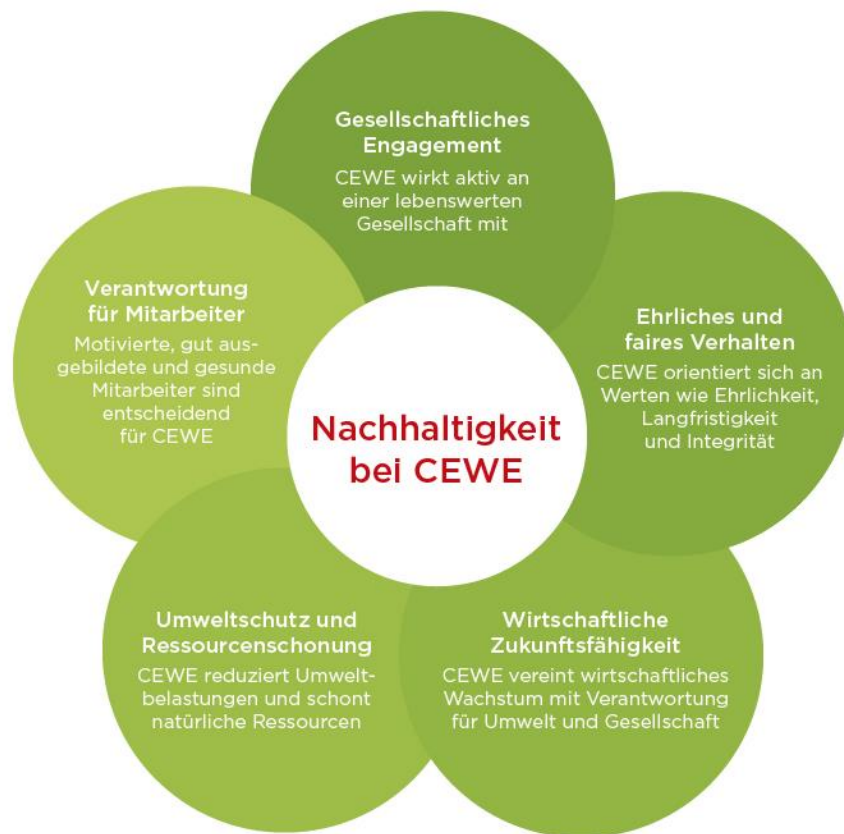 Gesellschaftliches
Engagement
CEWE wirkt aktiv an
einer lebenswerten
Gesellschaft mit
Ehrliches und
faires Verhalten
CEWE orientiert sich an
Werten wie Ehrlichkeit,
Langfristigkeit
und Integrität
Wirtschaftliche
Zukunftsfähigkeit
CEWE vereint wirtschaftliches
Wachstum mit Verantwortung
für Umwelt und Gesellschaft
Umweltschutz und
Ressourcenschonung
CEWE reduziert Umwelt-
belastungen und schont
natürliche Ressourcen
Verantwortung
für Mitarbeiter
Motivierte, gut aus-
gebildete und gesunde
Mitarbeiter sind
entscheidend
für CEWE
Nachhaltigkeit
bei CEWE